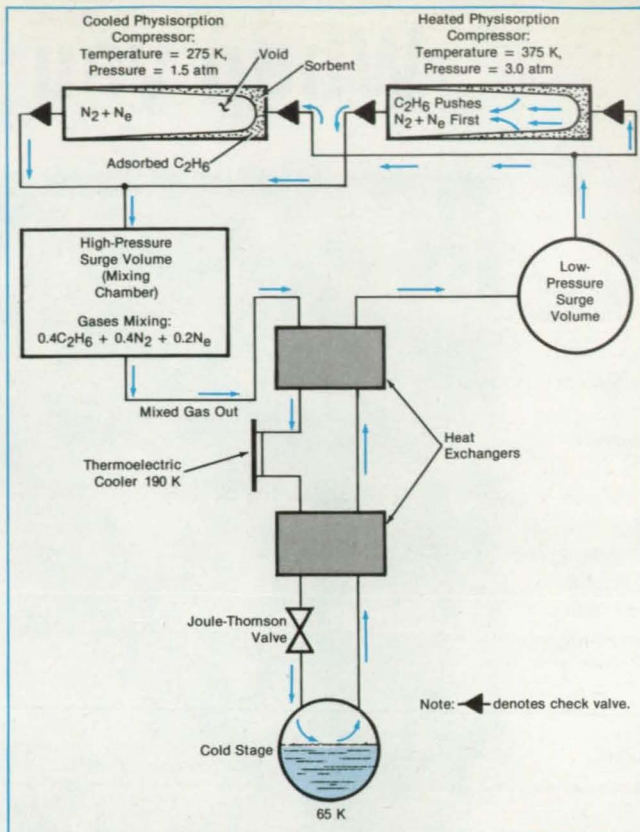 Cooled Physisorption
Compressor:
Temperature = 275 K,
Pressure = 1.5 atm
Void
Sorbent
Heated Physisorption
Compressor:
Temperature = 375 K
Pressure = 3.0 atm
N₂ + Nₑ
C₂H₆ Pushes
N₂ + Nₑ First
Adsorbed C₂H₆
High-Pressure
Surge Volume
(Mixing
Chamber)
Gases Mixing:
0.4C₂H₆ + 0.4N₂ + 0.2Nₑ
Low-
Pressure
Surge
Volume
Mixed Gas Out
Heat
Exchangers
Thermoelectric
Cooler 190 K
Joule-Thomson
Valve
Note: denotes check valve.
Cold Stage
65 K